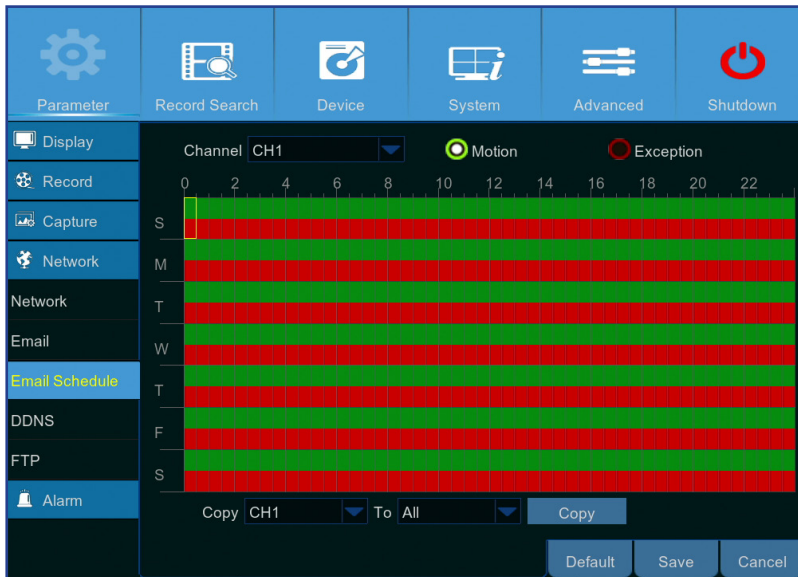 Parameter Record Search Device System Advanced Shutdown
Display
Record
Capture
Network
Network
Email
Email Schedule
DDNS
FTP
Alarm
Channel CH1 Motion Exception
0 2 4 6 8 10 12 14 16 18 20 22
S
M
T
W
T
F
S
Copy CH1 To All Copy
Default Save Cancel